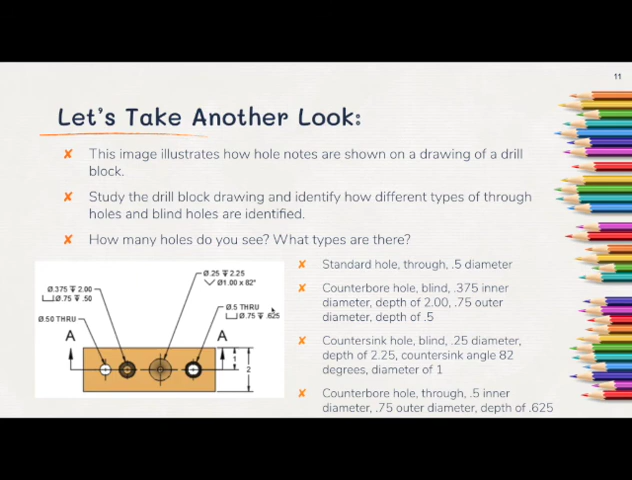 11
Let's Take Another Look:
✘ This image illustrates how hole notes are shown on a drawing of a drill
block.
✘ Study the drill block drawing and identify how different types of through
holes and blind holes are identified.
✘ How many holes do you see? What types are there?
Ø.25 ↧ 2.25
⌵ Ø1.00 x 82°
Ø.375 ↧ 2.00
⌴ Ø.75 ↧ .50
Ø.5 THRU
⌴ Ø.75 ↧ .625
Ø.50 THRU
A
A
1
2
✘ Standard hole, through, .5 diameter
✘ Counterbore hole, blind, .375 inner
diameter, depth of 2.00, .75 outer
diameter, depth of .5
✘ Countersink hole, blind, .25 diameter,
depth of 2.25, countersink angle 82
degrees, diameter of 1
✘ Counterbore hole, through, .5 inner
diameter, .75 outer diameter, depth of .625